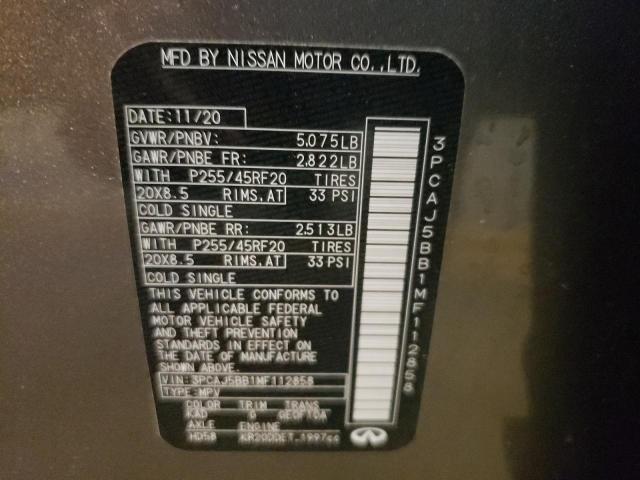 MFD BY NISSAN MOTOR CO.,LTD.
DATE:11/20
GVWR/PNBV: 5,075LB
GAWR/PNBE FR: 2,822LB
WITH P255/45RF20 TIRES
20X8.5 RIMS,AT 33 PSI
COLD SINGLE
GAWR/PNBE RR: 2,513LB
WITH P255/45RF20 TIRES
20X8.5 RIMS,AT 33 PSI
COLD SINGLE
THIS VEHICLE CONFORMS TO
ALL APPLICABLE FEDERAL
MOTOR VEHICLE SAFETY
AND THEFT PREVENTION
STANDARDS IN EFFECT ON
THE DATE OF MANUFACTURE
SHOWN ABOVE.
VIN: 3PCAJ5BB1MF112858
TYPE: MPV
COLOR TRIM TRANS
KAD G
AXLE ENGINE
HD58 KR20DDET 1997cc
3PCAJ5BB1MF112858